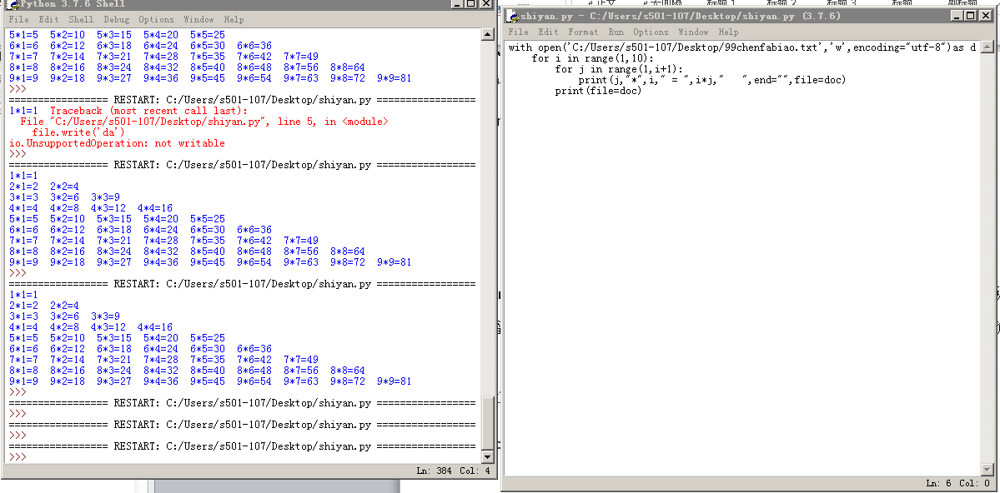 Python 3.7.6 Shell
File Edit Shell Debug Options Window Help
5*1=5  5*2=10  5*3=15  5*4=20  5*5=25
6*1=6  6*2=12  6*3=18  6*4=24  6*5=30  6*6=36
7*1=7  7*2=14  7*3=21  7*4=28  7*5=35  7*6=42  7*7=49
8*1=8  8*2=16  8*3=24  8*4=32  8*5=40  8*6=48  8*7=56  8*8=64
9*1=9  9*2=18  9*3=27  9*4=36  9*5=45  9*6=54  9*7=63  9*8=72  9*9=81
>>>
================= RESTART: C:/Users/s501-107/Desktop/shiyan.py =================
1*1=1  Traceback (most recent call last):
  File "C:/Users/s501-107/Desktop/shiyan.py", line 5, in <module>
    file.write('da')
io.UnsupportedOperation: not writable
>>>
================= RESTART: C:/Users/s501-107/Desktop/shiyan.py =================
1*1=1
2*1=2  2*2=4
3*1=3  3*2=6  3*3=9
4*1=4  4*2=8  4*3=12  4*4=16
5*1=5  5*2=10  5*3=15  5*4=20  5*5=25
6*1=6  6*2=12  6*3=18  6*4=24  6*5=30  6*6=36
7*1=7  7*2=14  7*3=21  7*4=28  7*5=35  7*6=42  7*7=49
8*1=8  8*2=16  8*3=24  8*4=32  8*5=40  8*6=48  8*7=56  8*8=64
9*1=9  9*2=18  9*3=27  9*4=36  9*5=45  9*6=54  9*7=63  9*8=72  9*9=81
>>>
================= RESTART: C:/Users/s501-107/Desktop/shiyan.py =================
1*1=1
2*1=2  2*2=4
3*1=3  3*2=6  3*3=9
4*1=4  4*2=8  4*3=12  4*4=16
5*1=5  5*2=10  5*3=15  5*4=20  5*5=25
6*1=6  6*2=12  6*3=18  6*4=24  6*5=30  6*6=36
7*1=7  7*2=14  7*3=21  7*4=28  7*5=35  7*6=42  7*7=49
8*1=8  8*2=16  8*3=24  8*4=32  8*5=40  8*6=48  8*7=56  8*8=64
9*1=9  9*2=18  9*3=27  9*4=36  9*5=45  9*6=54  9*7=63  9*8=72  9*9=81
>>>
================= RESTART: C:/Users/s501-107/Desktop/shiyan.py =================
>>>
================= RESTART: C:/Users/s501-107/Desktop/shiyan.py =================
>>>
================= RESTART: C:/Users/s501-107/Desktop/shiyan.py =================
>>>
Ln: 384 Col: 4
shiyan.py - C:/Users/s501-107/Desktop/shiyan.py (3.7.6)
File Edit Format Run Options Window Help
with open('C:/Users/s501-107/Desktop/99chenfabiao.txt','w',encoding="utf-8")as d
    for i in range(1,10):
        for j in range(1,i+1):
            print(j,"*",i," = ",i*j,"   ",end="",file=doc)
        print(file=doc)
Ln: 6 Col: 0